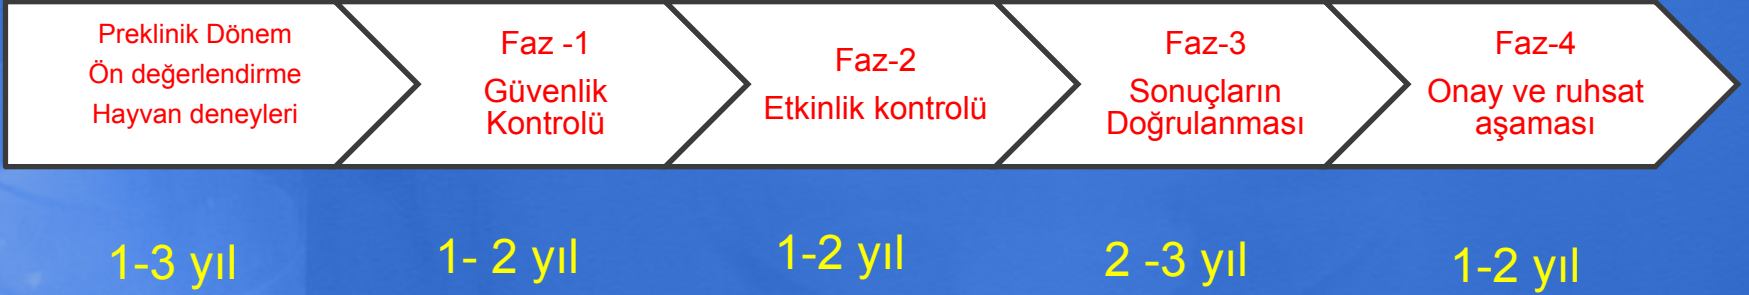 Preklinik Dönem
Ön değerlendirme
Hayvan deneyleri
Faz -1
Güvenlik
Kontrolü
Faz-2
Etkinlik kontrolü
Faz-3
Sonuçların
Doğrulanması
Faz-4
Onay ve ruhsat
aşaması
1-3 yıl
1- 2 yıl
1-2 yıl
2 -3 yıl
1-2 yıl